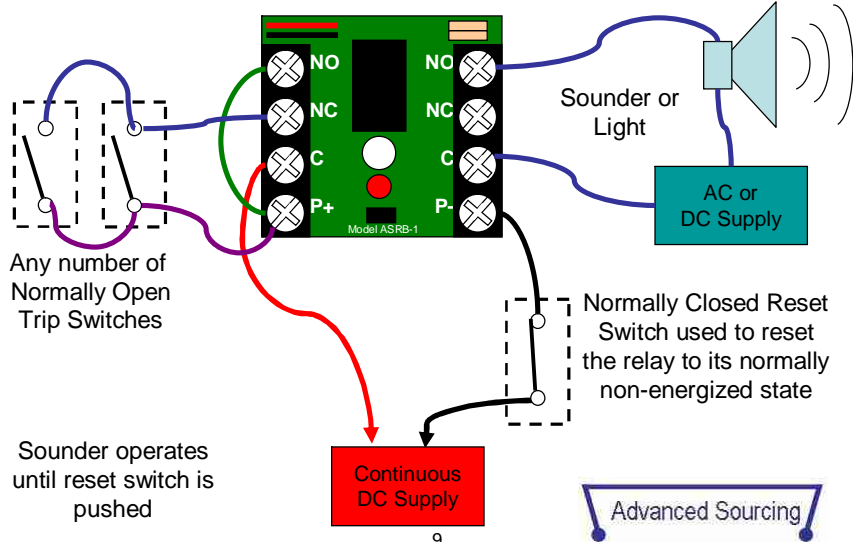 NO
NC
C
P+
NO
NC
C
P-
Model ASRB-1
Sounder or
Light
AC or
DC Supply
Any number of
Normally Open
Trip Switches
Normally Closed Reset
Switch used to reset
the relay to its normally
non-energized state
Sounder operates
until reset switch is
pushed
Continuous
DC Supply
9
Advanced Sourcing